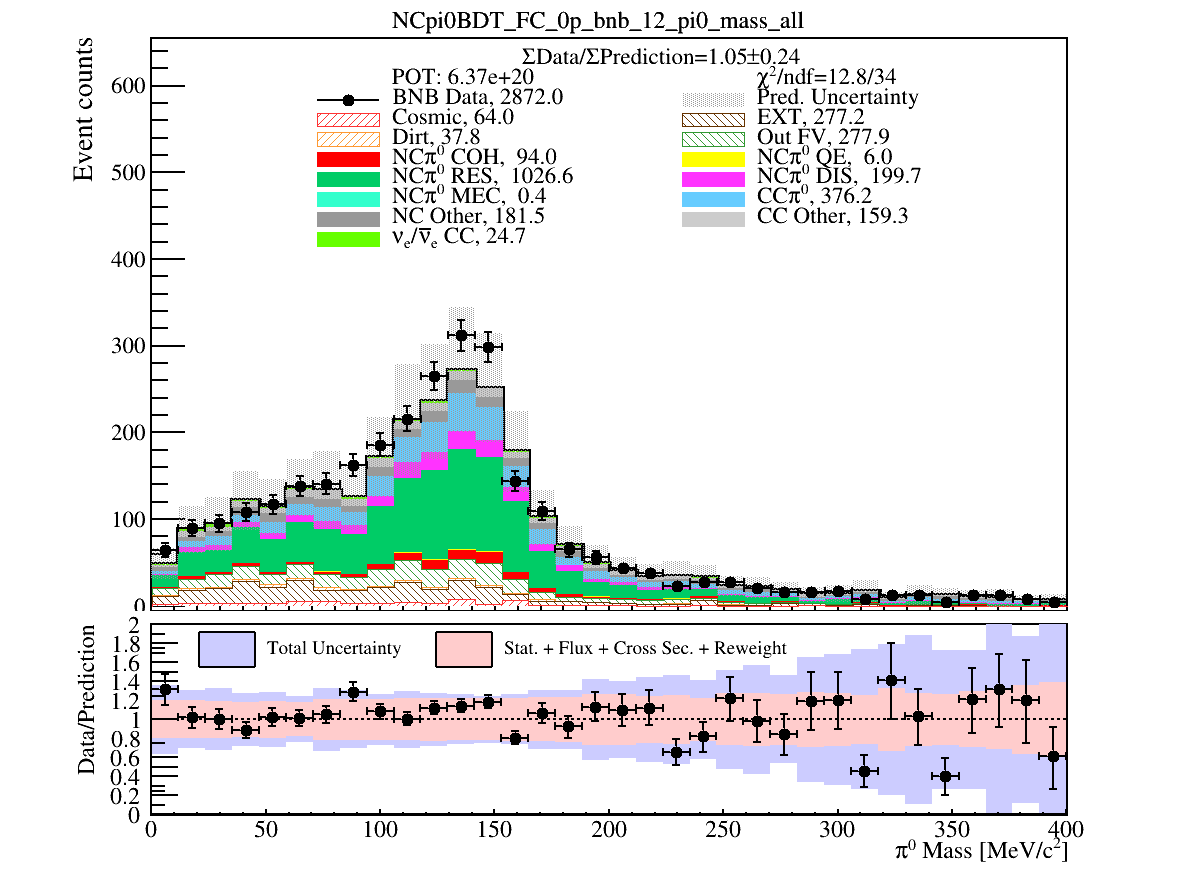 NCpi0BDT_FC_0p_bnb_12_pi0_mass_all
ΣData/ΣPrediction=1.05±0.24
POT: 6.37e+20
χ²/ndf=12.8/34
BNB Data, 2872.0
Pred. Uncertainty
Cosmic, 64.0
EXT, 277.2
Dirt, 37.8
Out FV, 277.9
NCπ⁰ COH, 94.0
NCπ⁰ QE, 6.0
NCπ⁰ RES, 1026.6
NCπ⁰ DIS, 199.7
NCπ⁰ MEC, 0.4
CCπ⁰, 376.2
NC Other, 181.5
CC Other, 159.3
νe/ν̅e CC, 24.7
Event counts
600
500
400
300
200
100
0
Total Uncertainty
Stat. + Flux + Cross Sec. + Reweight
Data/Prediction
2
1.8
1.6
1.4
1.2
1
0.8
0.6
0.4
0.2
0
0 50 100 150 200 250 300 350 400
π⁰ Mass [MeV/c²]